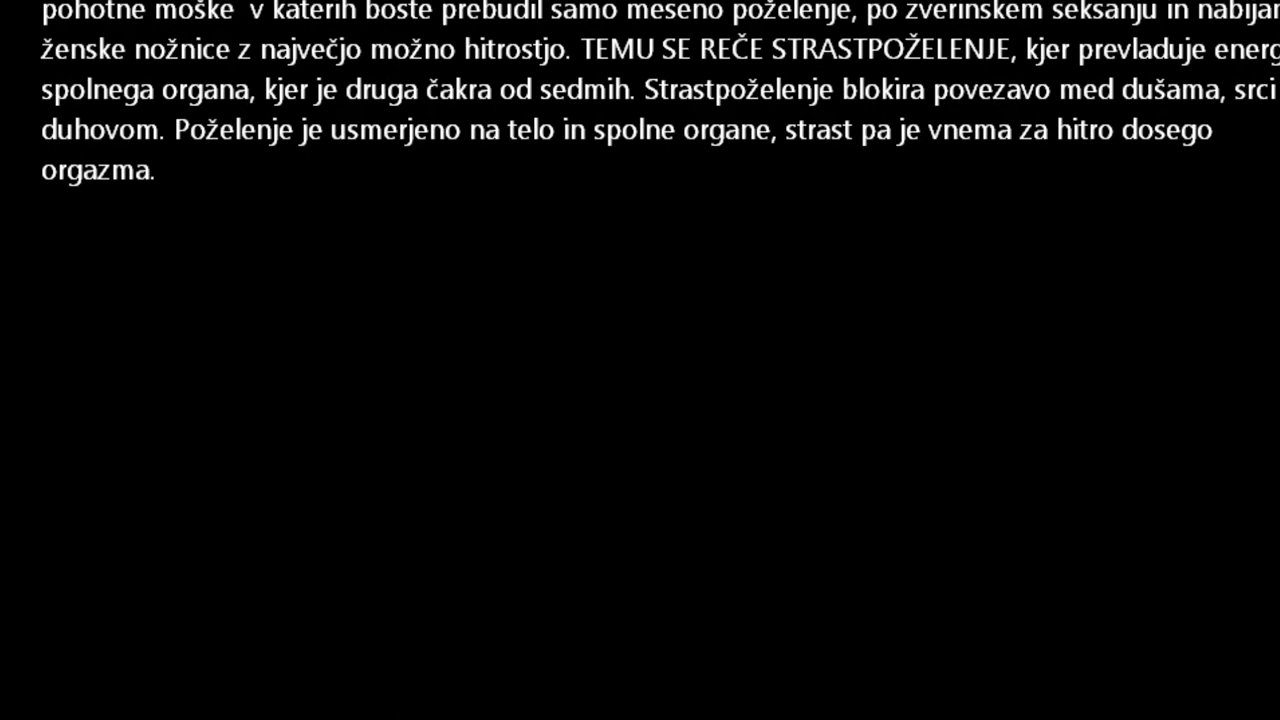 pohotne moške v katerih boste prebudil samo meseno poželenje, po zverinskem seksanju in
ženske nožnice z največjo možno hitrostjo. TEMU SE REČE STRASTPOŽELENJE, kjer prevladuje
spolnega organa, kjer je druga čakra od sedmih. Strastpoželenje blokira povezavo med dušama, srci
duhovom. Poželenje je usmerjeno na telo in spolne organe, strast pa je vnema za hitro dosego
orgazma.